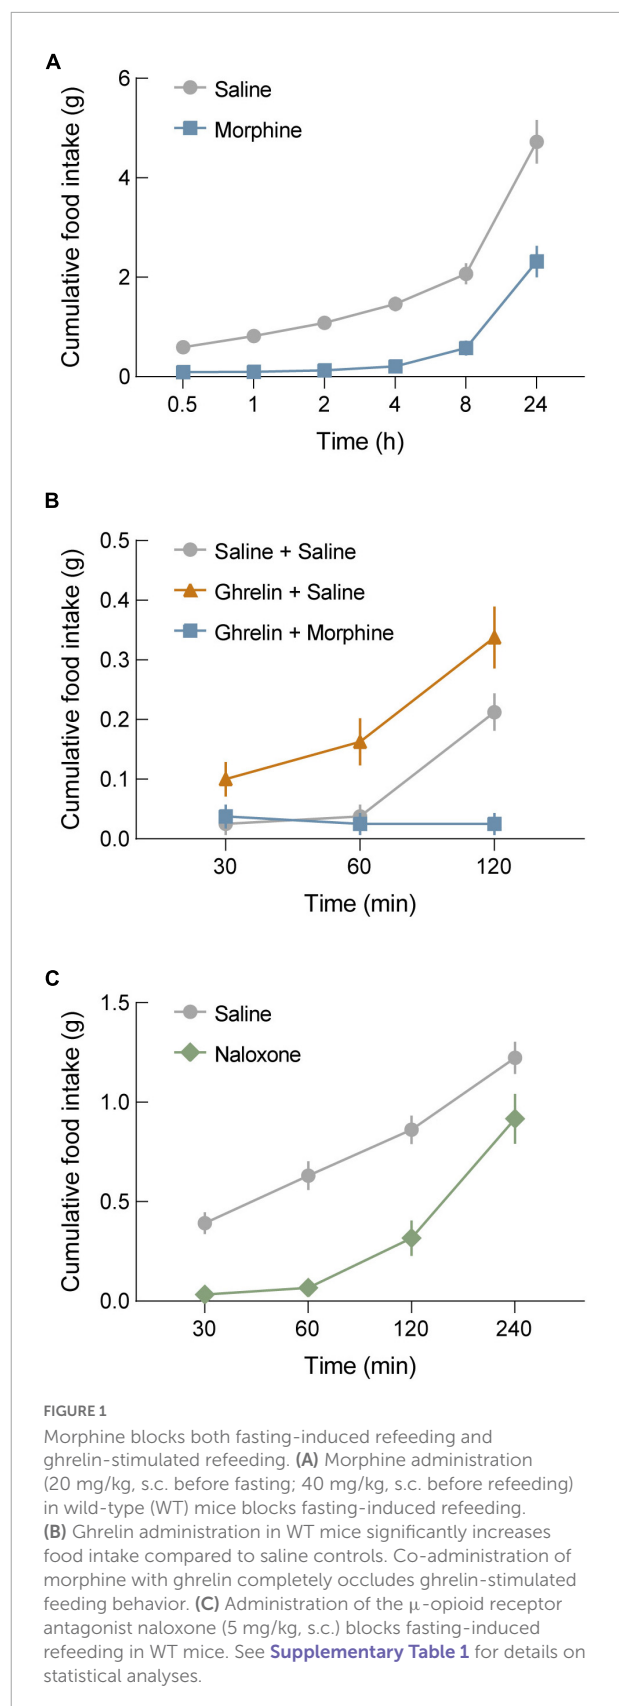 A
6
4
2
0
Cumulative food intake (g)
Saline
Morphine
0.5 1 2 4 8 24
Time (h)
B
0.5
0.4
0.3
0.2
0.1
0.0
Cumulative food intake (g)
Saline + Saline
Ghrelin + Saline
Ghrelin + Morphine
30 60 120
Time (min)
C
1.5
1.0
0.5
0.0
Cumulative food intake (g)
Saline
Naloxone
30 60 120 240
Time (min)
FIGURE 1
Morphine blocks both fasting-induced refeeding and
ghrelin-stimulated refeeding. (A) Morphine administration
(20 mg/kg, s.c. before fasting; 40 mg/kg, s.c. before refeeding)
in wild-type (WT) mice blocks fasting-induced refeeding.
(B) Ghrelin administration in WT mice significantly increases
food intake compared to saline controls. Co-administration of
morphine with ghrelin completely occludes ghrelin-stimulated
feeding behavior. (C) Administration of the μ-opioid receptor
antagonist naloxone (5 mg/kg, s.c.) blocks fasting-induced
refeeding in WT mice. See Supplementary Table 1 for details on
statistical analyses.